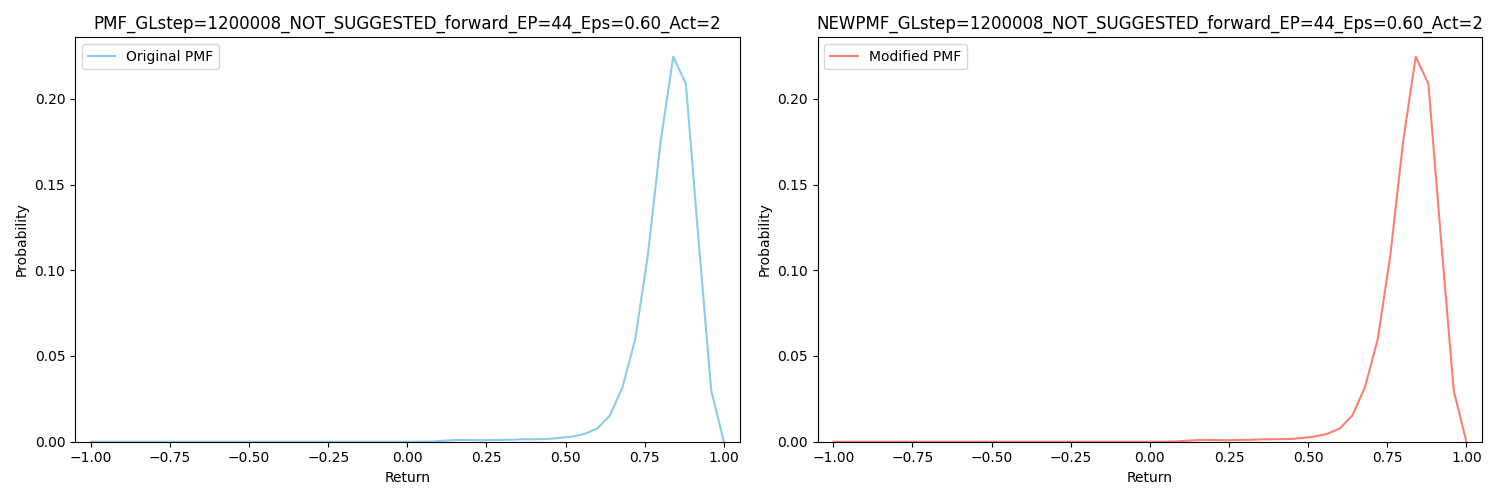 PMF_GLstep=1200008_NOT_SUGGESTED_forward_EP=44_Eps=0.60_Act=2
Original PMF
Probability
0.20
0.15
0.10
0.05
0.00
−1.00 −0.75 −0.50 −0.25 0.00 0.25 0.50 0.75 1.00
Return
NEWPMF_GLstep=1200008_NOT_SUGGESTED_forward_EP=44_Eps=0.60_Act=2
Modified PMF
Probability
0.20
0.15
0.10
0.05
0.00
−1.00 −0.75 −0.50 −0.25 0.00 0.25 0.50 0.75 1.00
Return